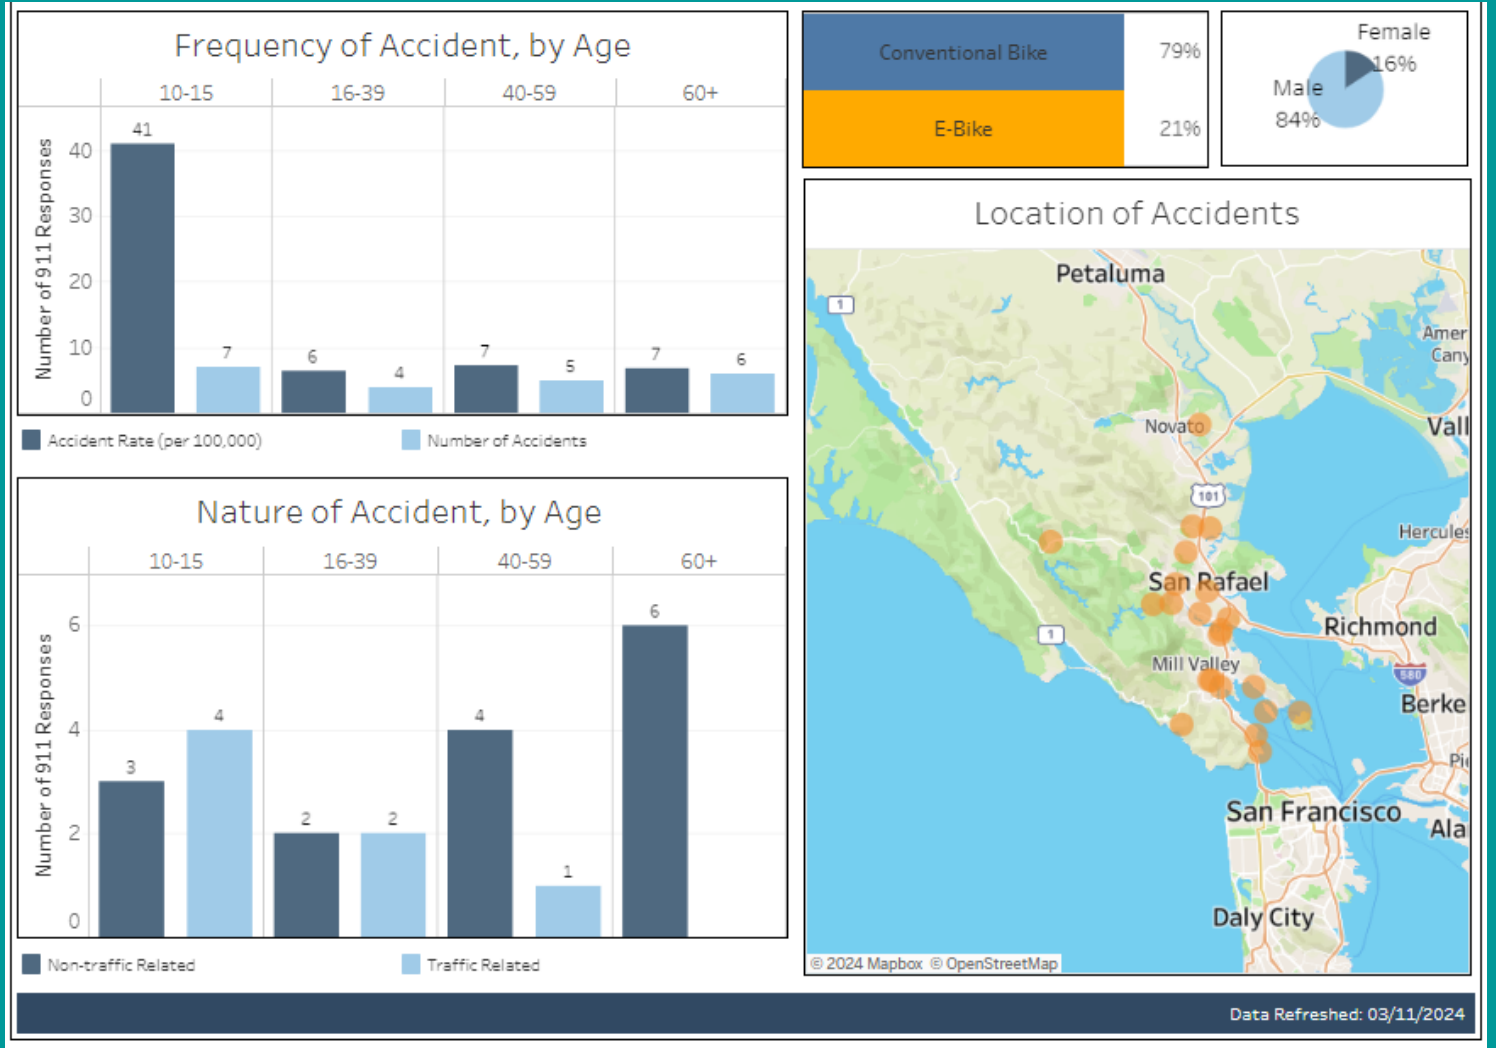 Frequency of Accident, by Age
10-15 16-39 40-59 60+
Number of 911 Responses
40
30
20
10
0
41 7 6 4 7 5 7 6
Accident Rate (per 100,000) Number of Accidents
Nature of Accident, by Age
10-15 16-39 40-59 60+
Number of 911 Responses
6
4
2
0
3 4 2 2 4 1 6
Non-traffic Related Traffic Related
Conventional Bike 79%
E-Bike 21%
Female
16%
Male
84%
Location of Accidents
Petaluma
1
Amer
Cany
Novato
Vall
101
Hercules
San Rafael
Richmond
1
Mill Valley
580
Berke
Pie
San Francisco
Ala
Daly City
© 2024 Mapbox © OpenStreetMap
Data Refreshed: 03/11/2024